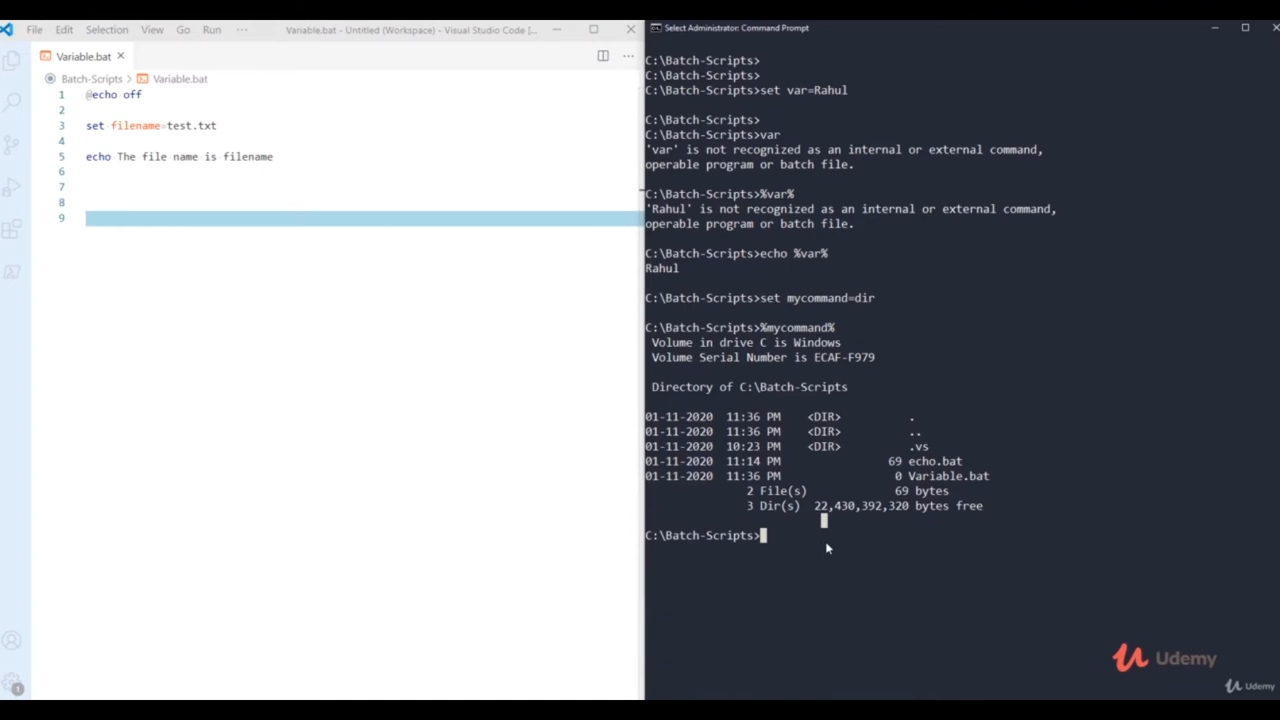 File Edit Selection View Go Run ··· Variable.bat - Untitled (Workspace) - Visual Studio Code [...
Variable.bat
Batch-Scripts > Variable.bat
1 @echo off
2
3 set filename=test.txt
4
5 echo The file name is filename
6
7
8
9
1
Select Administrator: Command Prompt
C:\Batch-Scripts>
C:\Batch-Scripts>
C:\Batch-Scripts>set var=Rahul
C:\Batch-Scripts>
C:\Batch-Scripts>var
'var' is not recognized as an internal or external command,
operable program or batch file.
C:\Batch-Scripts>%var%
'Rahul' is not recognized as an internal or external command,
operable program or batch file.
C:\Batch-Scripts>echo %var%
Rahul
C:\Batch-Scripts>set mycommand=dir
C:\Batch-Scripts>%mycommand%
Volume in drive C is Windows
Volume Serial Number is ECAF-F979
Directory of C:\Batch-Scripts
01-11-2020 11:36 PM <DIR> .
01-11-2020 11:36 PM <DIR> ..
01-11-2020 10:23 PM <DIR> .vs
01-11-2020 11:14 PM 69 echo.bat
01-11-2020 11:36 PM 0 Variable.bat
2 File(s) 69 bytes
3 Dir(s) 22,430,392,320 bytes free
C:\Batch-Scripts>
Udemy
Udemy